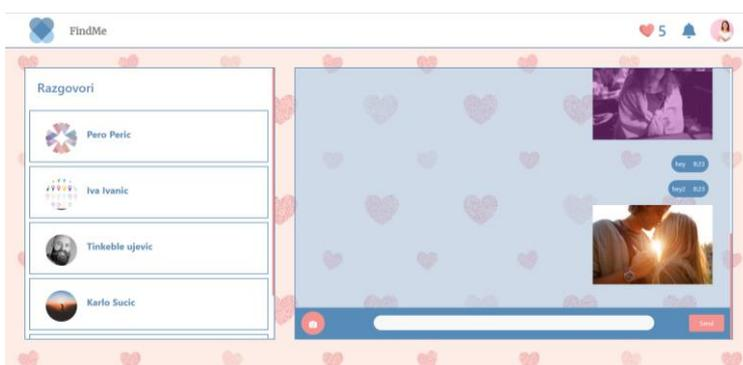 FindMe
5
Razgovori
Pero Peric
Iva Ivanic
Tinkeble ujevic
Karlo Sucic
hey 8:23
hey2 8:23
Send